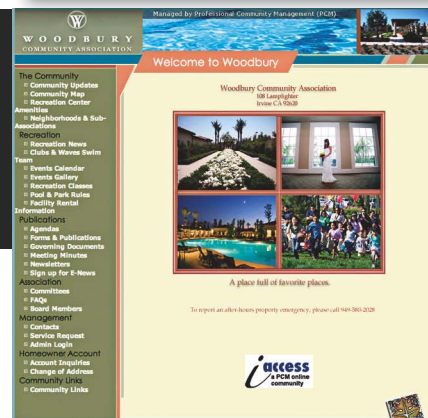 Managed by Professional Community Management (PCM)
W
WOODBURY
COMMUNITY ASSOCIATION
Welcome to Woodbury
The Community
Community Updates
Community Map
Recreation Center
Amenities
Neighborhoods & Sub-
Associations
Recreation
Recreation News
Clubs & Waves Swim
Team
Events Calendar
Events Gallery
Recreation Classes
Pool & Park Rules
Facility Rental
Information
Publications
Agendas
Forms & Publications
Governing Documents
Meeting Minutes
Newsletters
Sign up for E-News
Association
Committees
FAQs
Board Members
Management
Contacts
Service Request
Admin Login
Homeowner Account
Account Inquiries
Change of Address
Community Links
Community Links
Woodbury Community Association
108 Lamplighter
Irvine CA 92620
A place full of favorite places.
To report an after-hours property emergency, please call 949-380-2028
iaccess
a PCM online
community